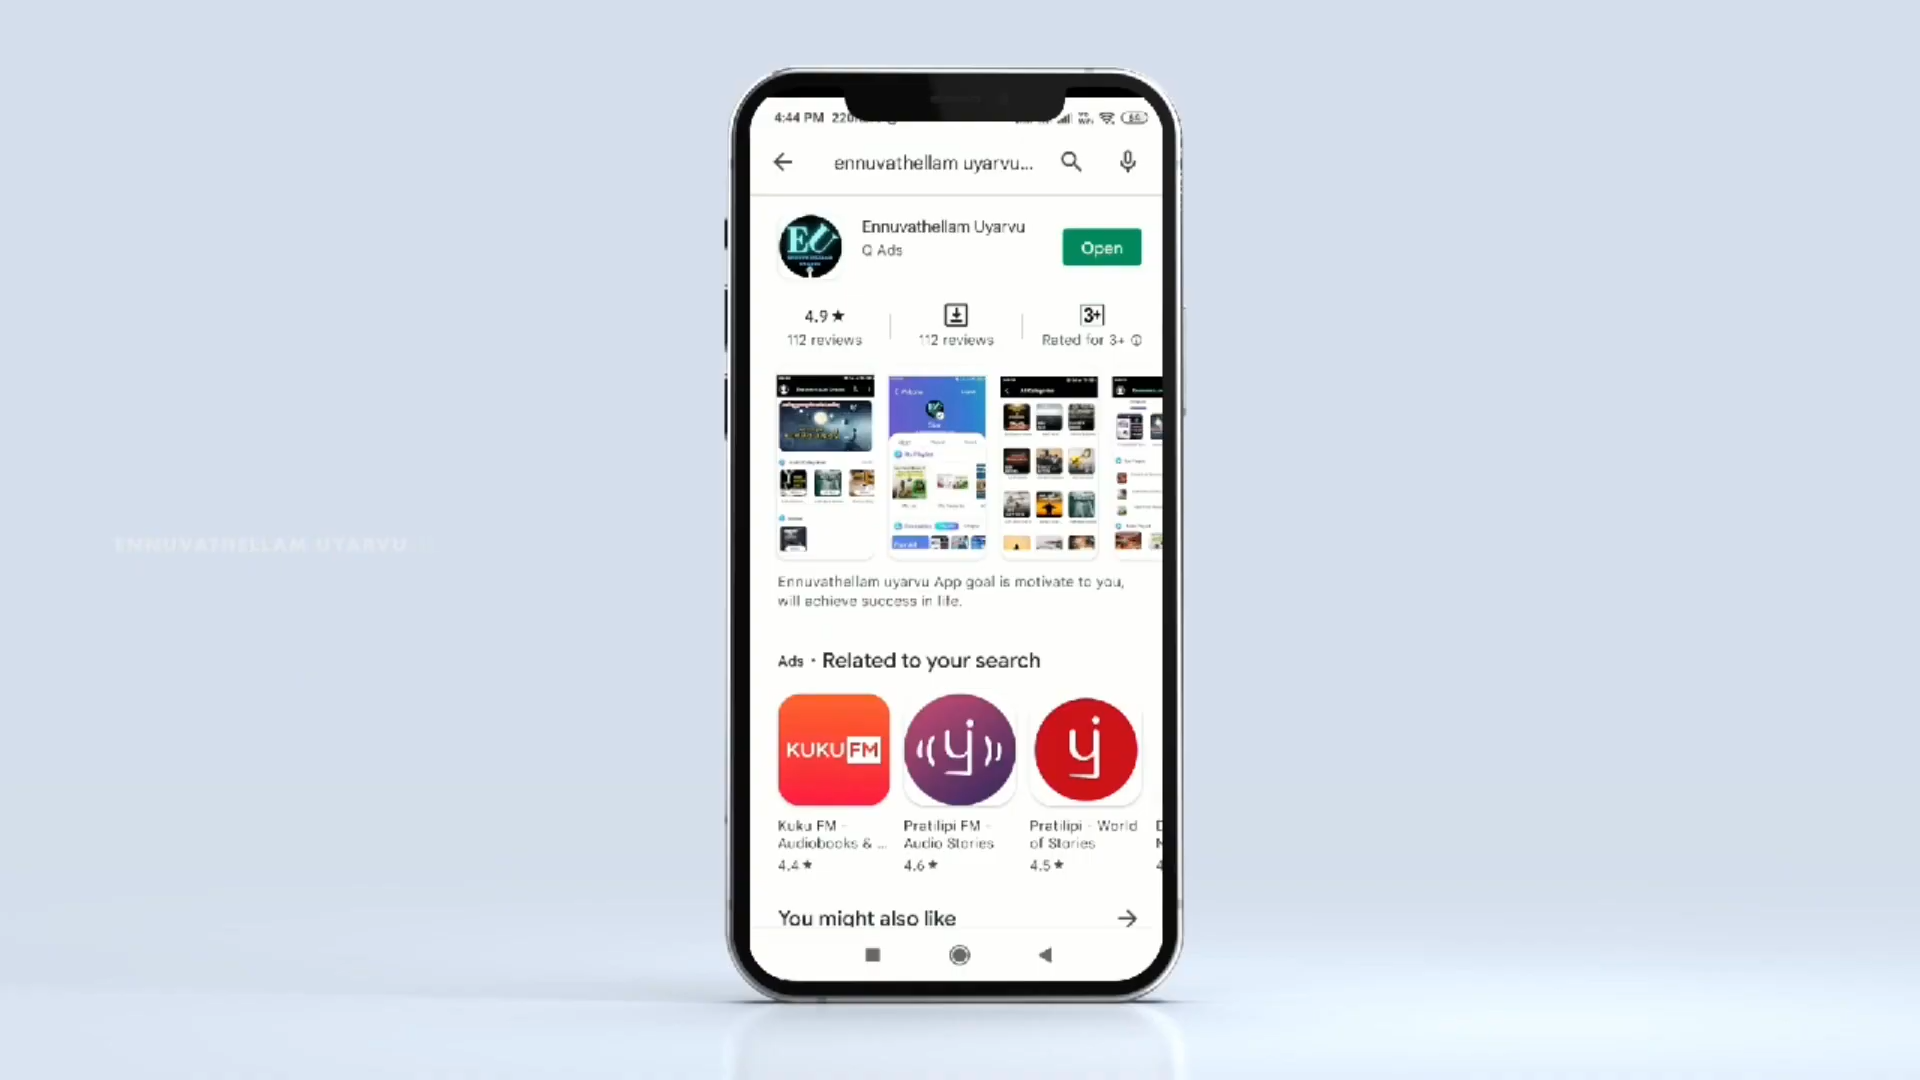 4:44 PM
ennuvathellam uyarvu...
Ennuvathellam Uyarvu
Q Ads
Open
4.9★
112 reviews
112 reviews
3+
Rated for 3+
Ennuvathellam uyarvu App goal is motivate to you,
will achieve success in life.
Ads · Related to your search
KUKU FM
Kuku FM -
Audiobooks & ...
4.4★
Pratilipi FM -
Audio Stories
4.6★
Pratilipi - World
of Stories
4.5★
You might also like
ENNUVATHELLAM UYARVU